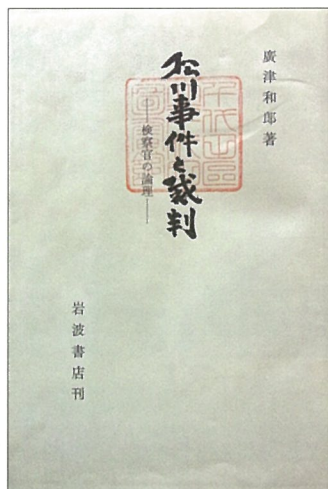 廣津和郎著
松川事件と裁判
——検察官の論理——
岩波書店刊